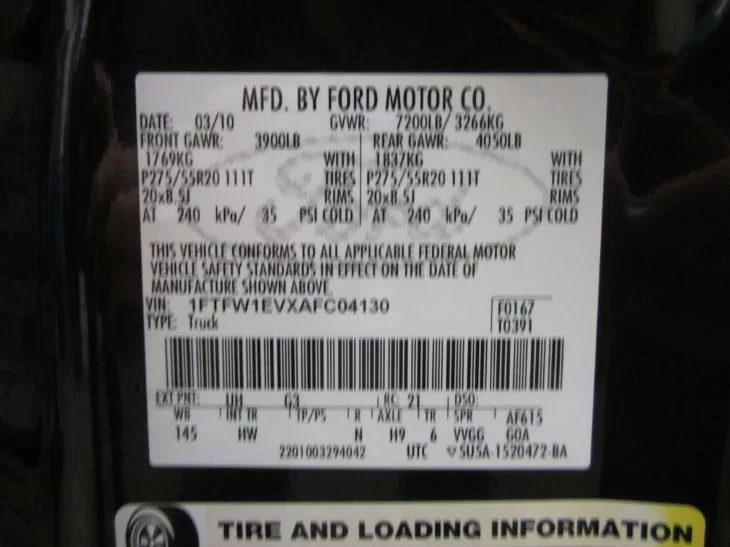 MFD. BY FORD MOTOR CO.
DATE: 03/10 GVWR: 7200LB/ 3266KG
FRONT GAWR: 3900LB REAR GAWR: 4050LB
1769KG WITH 1837KG WITH
P275/55R20 111T TIRES P275/55R20 111T TIRES
20x8.5J RIMS 20x8.5J RIMS
AT 240 kPa/ 35 PSI COLD AT 240 kPa/ 35 PSI COLD
THIS VEHICLE CONFORMS TO ALL APPLICABLE FEDERAL MOTOR
VEHICLE SAFETY STANDARDS IN EFFECT ON THE DATE OF
MANUFACTURE SHOWN ABOVE.
VIN: 1FTFW1EVXAFC04130 F0167
TYPE: Truck T0391
EXT PNT: UH G3 RC: 21 DSO:
WB INT TR TP/PS R AXLE TR SPR AF615
145 HW N H9 6 VVGG GOA
2201003294042 UTC 5U5A-1520472-BA
TIRE AND LOADING INFORMATION